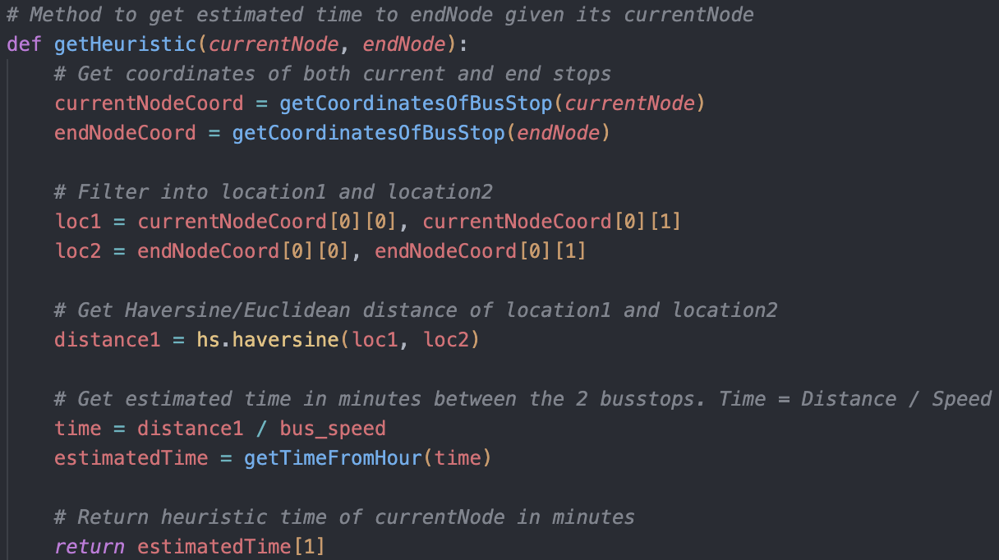 # Method to get estimated time to endNode given its currentNode
def getHeuristic(currentNode, endNode):
# Get coordinates of both current and end stops
currentNodeCoord = getCoordinatesOfBusStop(currentNode)
endNodeCoord = getCoordinatesOfBusStop(endNode)
# Filter into location1 and location2
loc1 = currentNodeCoord[0][0], currentNodeCoord[0][1]
loc2 = endNodeCoord[0][0], endNodeCoord[0][1]
# Get Haversine/Euclidean distance of location1 and location2
distance1 = hs.haversine(loc1, loc2)
# Get estimated time in minutes between the 2 busstops. Time = Distance / Speed
time = distance1 / bus_speed
estimatedTime = getTimeFromHour(time)
# Return heuristic time of currentNode in minutes
return estimatedTime[1]